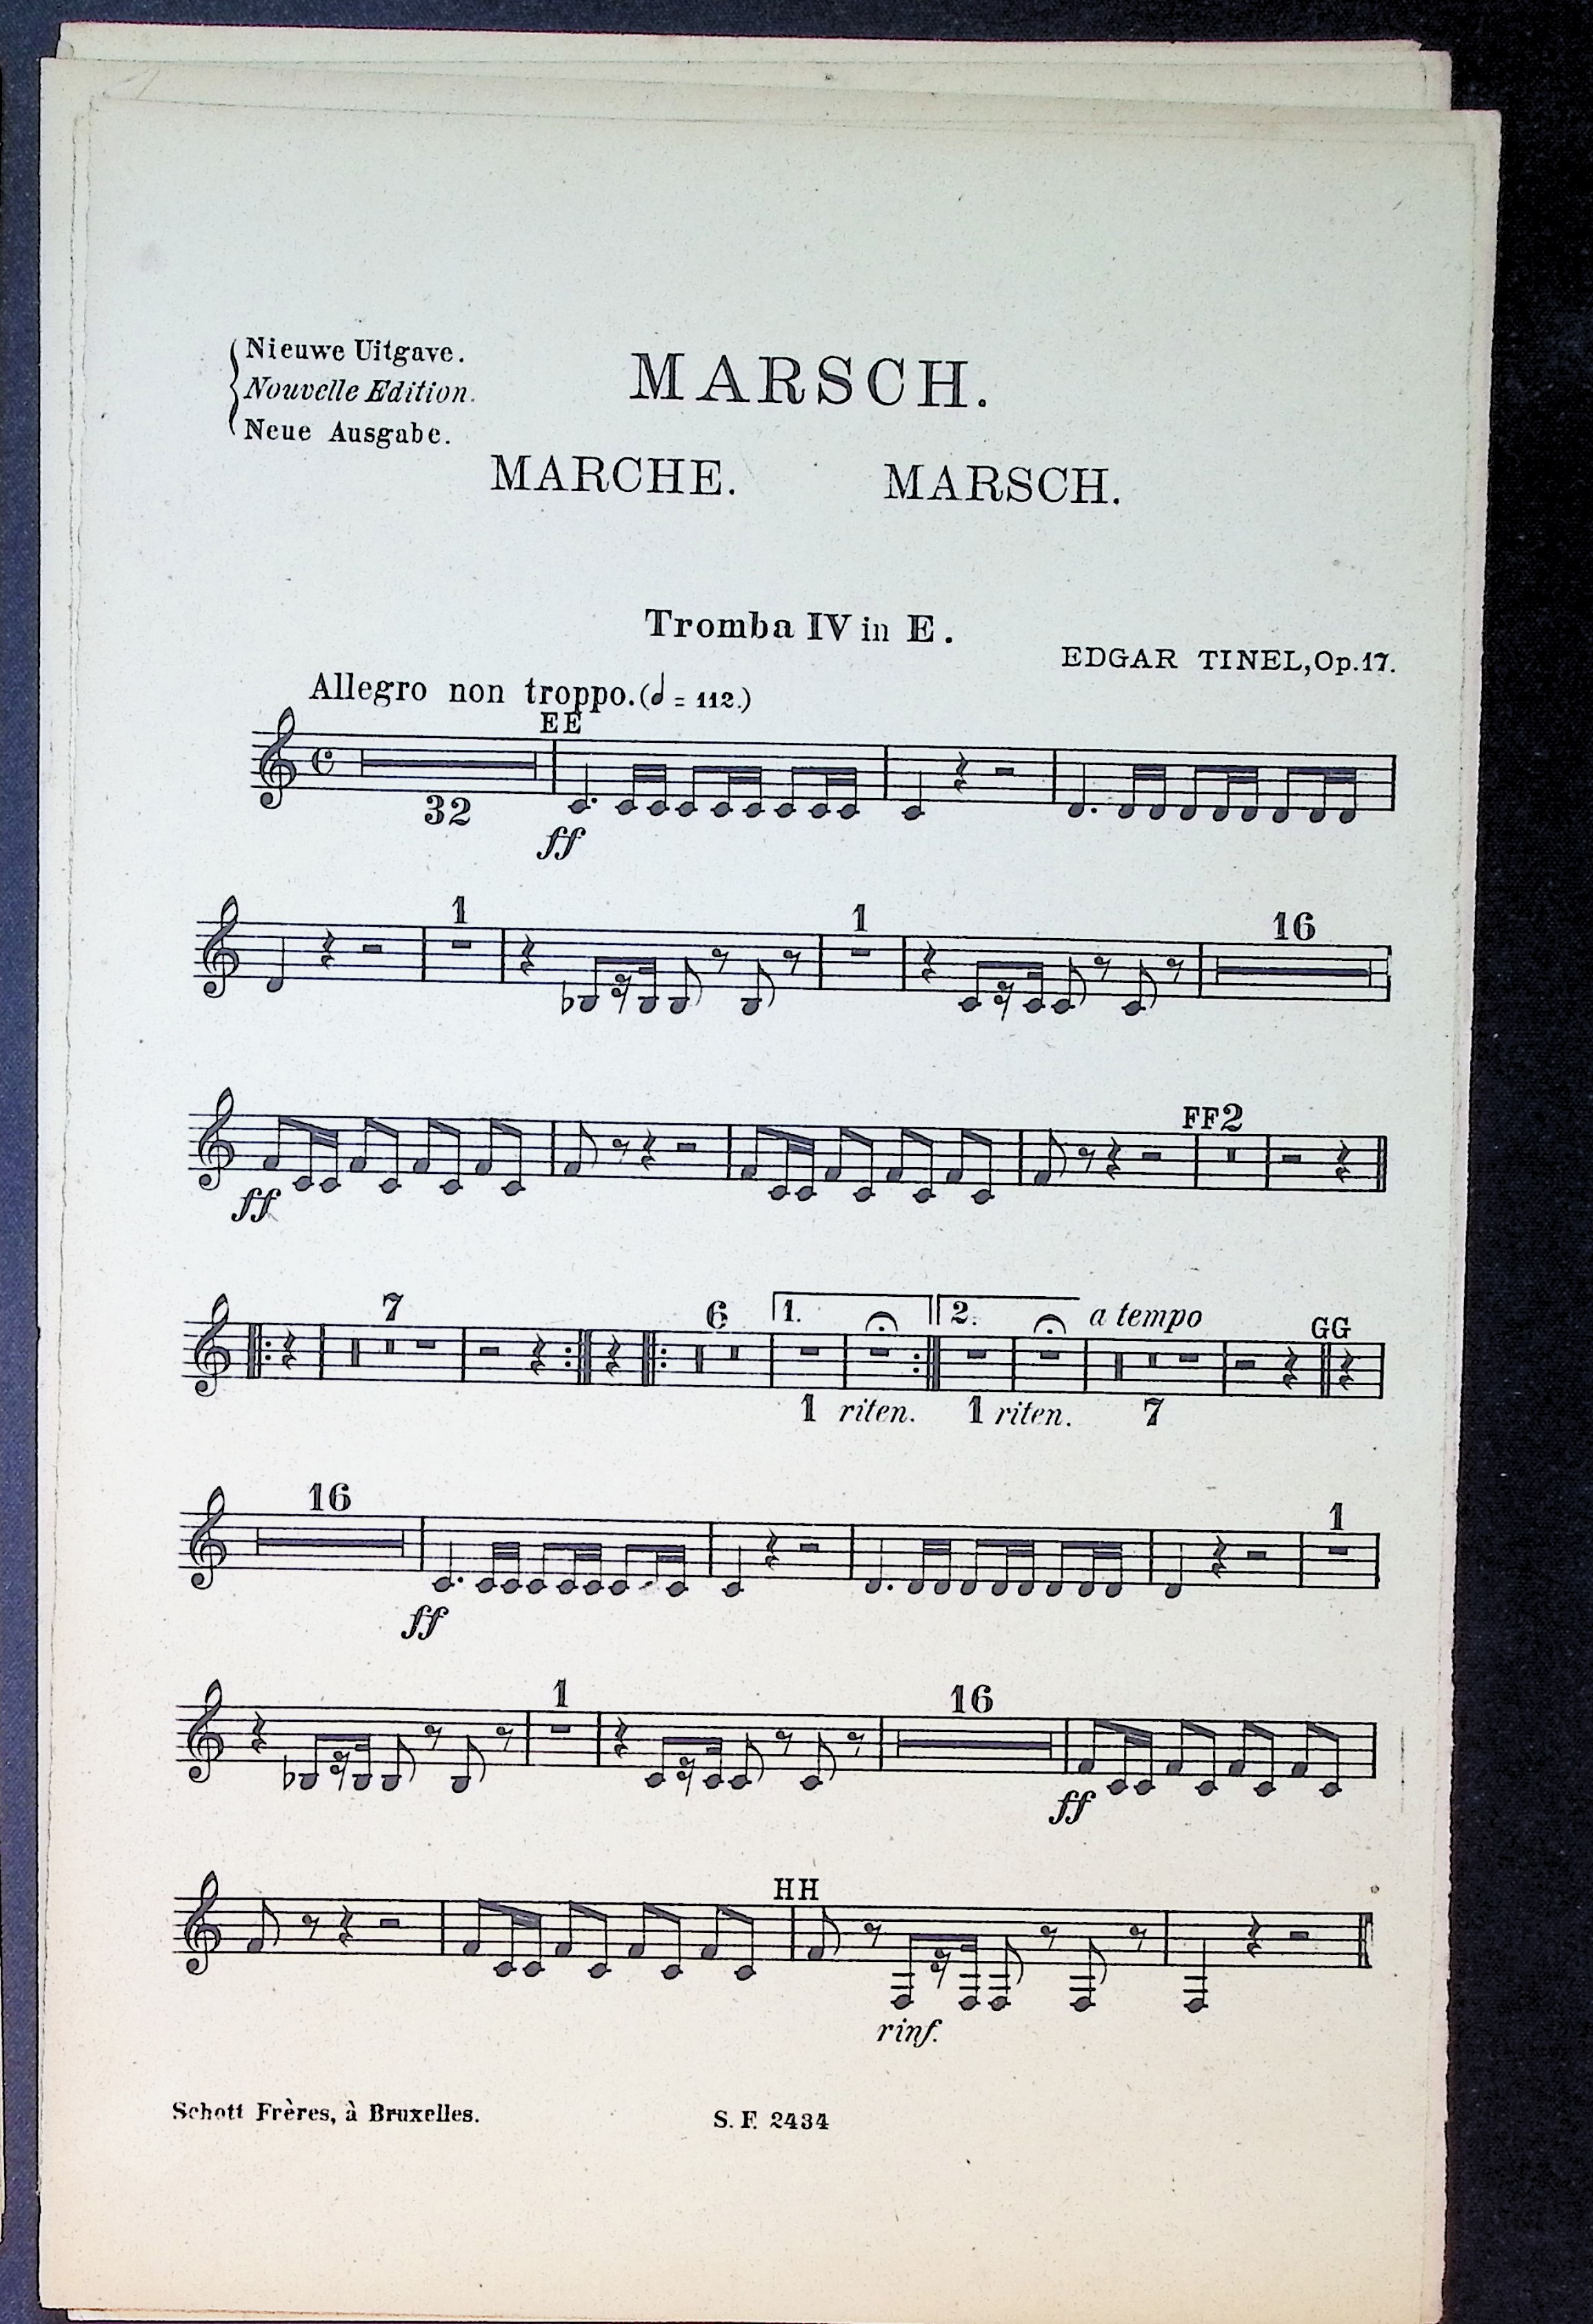 Nieuwe Uitgave.
Nouvelle Edition.
Neue Ausgabe.
MARSCH.
MARCHE. MARSCH.
Tromba IV in E.
EDGAR TINEL, Op. 17.
Allegro non troppo. (𝅗𝅥 = 112.)
EE
32
ff
1 1 16
FF 2
ff
7 6 1. 2. a tempo GG
1 riten. 1 riten. 7
16 1
ff
1 16
ff
HH
rinf.
Schott Frères, à Bruxelles. S. F. 2434